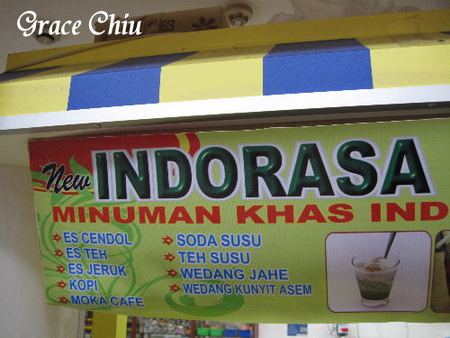 Grace Chiu
New INDORASA
MINUMAN KHAS IND
ES CENDOL
ES TEH
ES JERUK
KOPI
MOKA CAFE
SODA SUSU
TEH SUSU
WEDANG JAHE
WEDANG KUNYIT ASEM